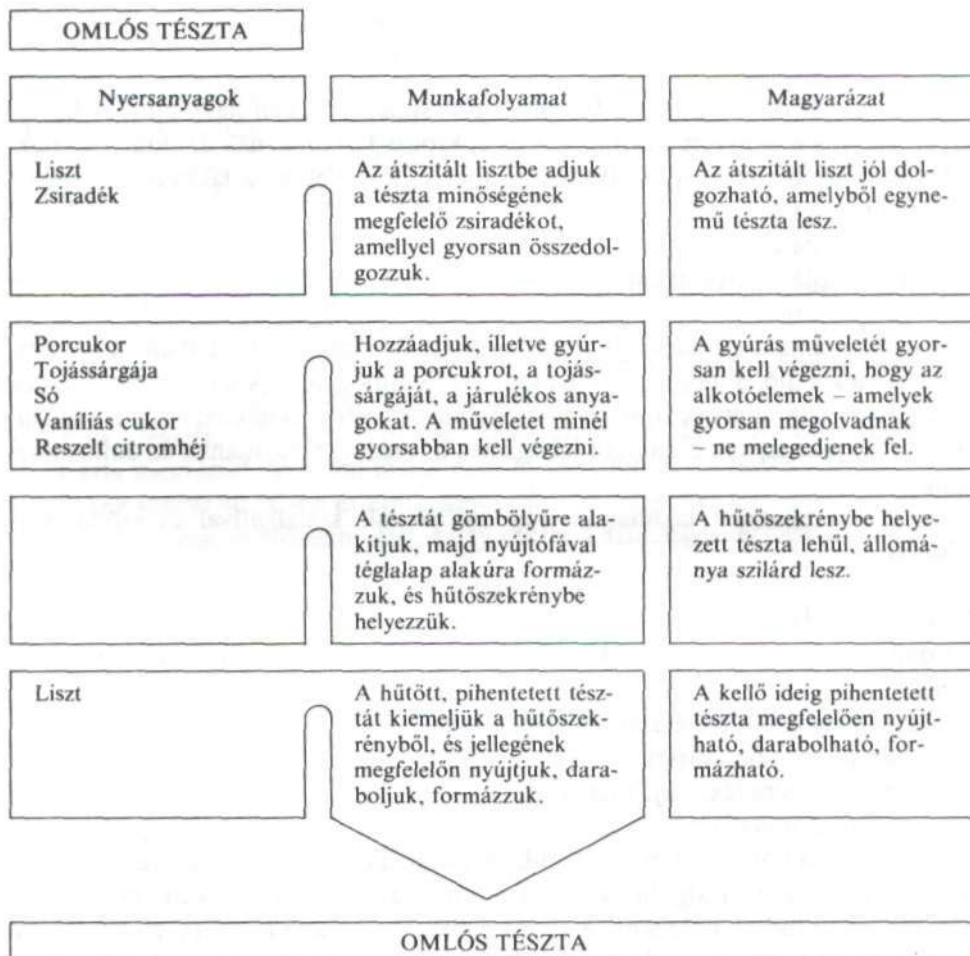 OMLÓS TÉSZTA
Nyersanyagok
Munkafolyamat
Magyarázat
Liszt
Zsiradék
Az átszitált lisztbe adjuk
a tészta minőségének
megfelelő zsiradékot,
amellyel gyorsan összedol-
gozzuk.
Az átszitált liszt jól dol-
gozható, amelyből egyne-
mű tészta lesz.
Porcukor
Tojássárgája
Só
Vaníliás cukor
Reszelt citromhéj
Hozzáadjuk, illetve gyúr-
juk a porcukrot, a tojás-
sárgáját, a járulékos anya-
gokat. A műveletet minél
gyorsabban kell végezni.
A gyúrás műveletét gyor-
san kell végezni, hogy az
alkotóelemek – amelyek
gyorsan megolvadnak
– ne melegedjenek fel.
A tésztát gömbölyűre ala-
kítjuk, majd nyújtófával
téglalap alakúra formáz-
zuk, és hűtőszekrénybe
helyezzük.
A hűtőszekrénybe helye-
zett tészta lehűl, állomá-
nya szilárd lesz.
Liszt
A hűtött, pihentetett tész-
tát kiemeljük a hűtőszek-
rényből, és jellegének
megfelelőn nyújtjuk, dara-
boljuk, formázzuk.
A kellő ideig pihentetett
tészta megfelelően nyújt-
ható, darabolható, for-
mázható.
OMLÓS TÉSZTA